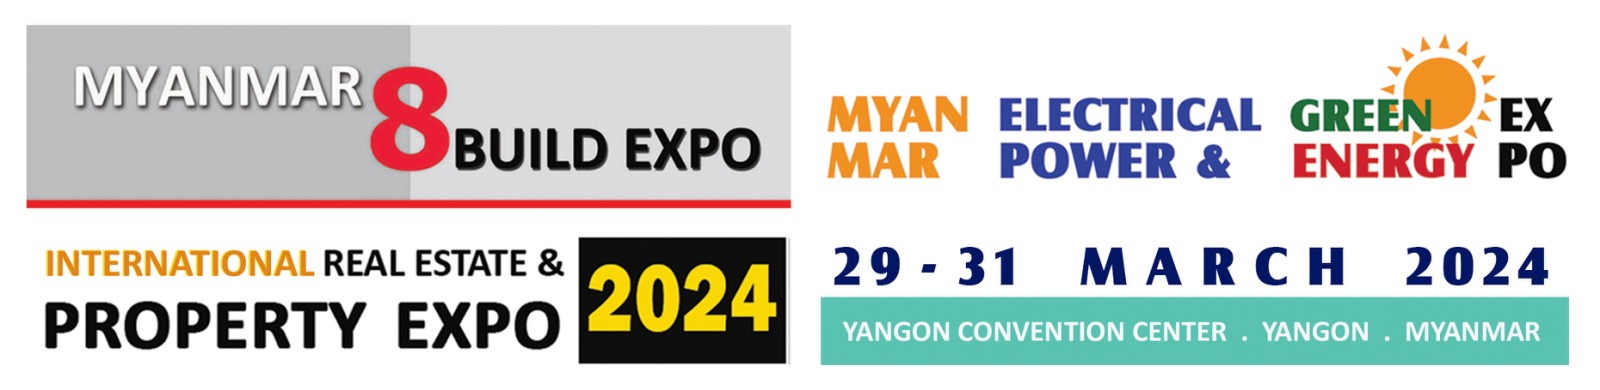 MYANMAR 8 BUILD EXPO
INTERNATIONAL REAL ESTATE &
PROPERTY EXPO
2024
MYAN ELECTRICAL GREEN EX
MAR POWER & ENERGY PO
29 - 31 MARCH 2024
YANGON CONVENTION CENTER . YANGON . MYANMAR